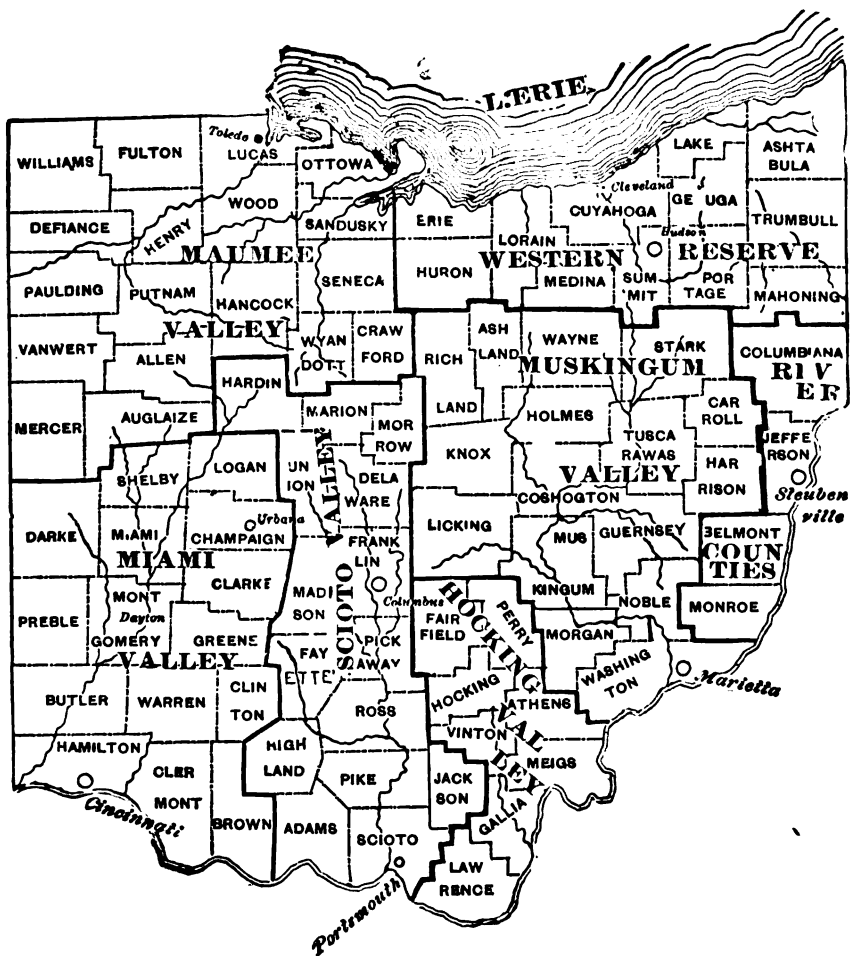 L. ERIE
WILLIAMS
FULTON
Toledo
LUCAS
OTTOWA
LAKE
ASHTA
BULA
DEFIANCE
HENRY
WOOD
SANDUSKY
ERIE
LORAIN
Cleveland
CUYAHOGA
GE UGA
TRUMBULL
Hudson
MAUMEE
WESTERN
RESERVE
PAULDING
PUTNAM
HANCOCK
SENECA
HURON
MEDINA
SUM
MIT
POR
TAGE
MAHONING
VALLEY
VANWERT
ALLEN
WYAN
DOTT
CRAW
FORD
RICH
LAND
ASH
LAND
WAYNE
STARK
COLUMBIANA
RIV
ER
MUSKINGUM
HARDIN
MERCER
AUGLAIZE
MARION
MOR
ROW
HOLMES
CAR
ROLL
TUSCA
RAWAS
JEFFE
RSON
KNOX
VALLEY
HAR
RISON
Steuben
ville
SHELBY
LOGAN
UN
ION
VALLEY
DELA
WARE
COSHOGTON
DARKE
MIAMI
Urbana
CHAMPAIGN
FRANK
LIN
LICKING
MUS
KINGUM
GUERNSEY
BELMONT
COUN
TIES
MIAMI
CLARKE
MADI
SON
SCIOTO
Columbus
HOCKING
NOBLE
MONROE
PREBLE
MONT
Dayton
GOMERY
GREENE
FAIR
FIELD
PERRY
MORGAN
VALLEY
FAY
ETTE
PICK
AWAY
WASHING
TON
Marietta
BUTLER
WARREN
CLIN
TON
ROSS
HOCKING
ATHENS
HAMILTON
HIGH
LAND
VINTON
VAL
LEY
MEIGS
Cincinnati
CLER
MONT
BROWN
PIKE
JACK
SON
GALLIA
ADAMS
SCIOTO
LAW
RENCE
Portsmouth